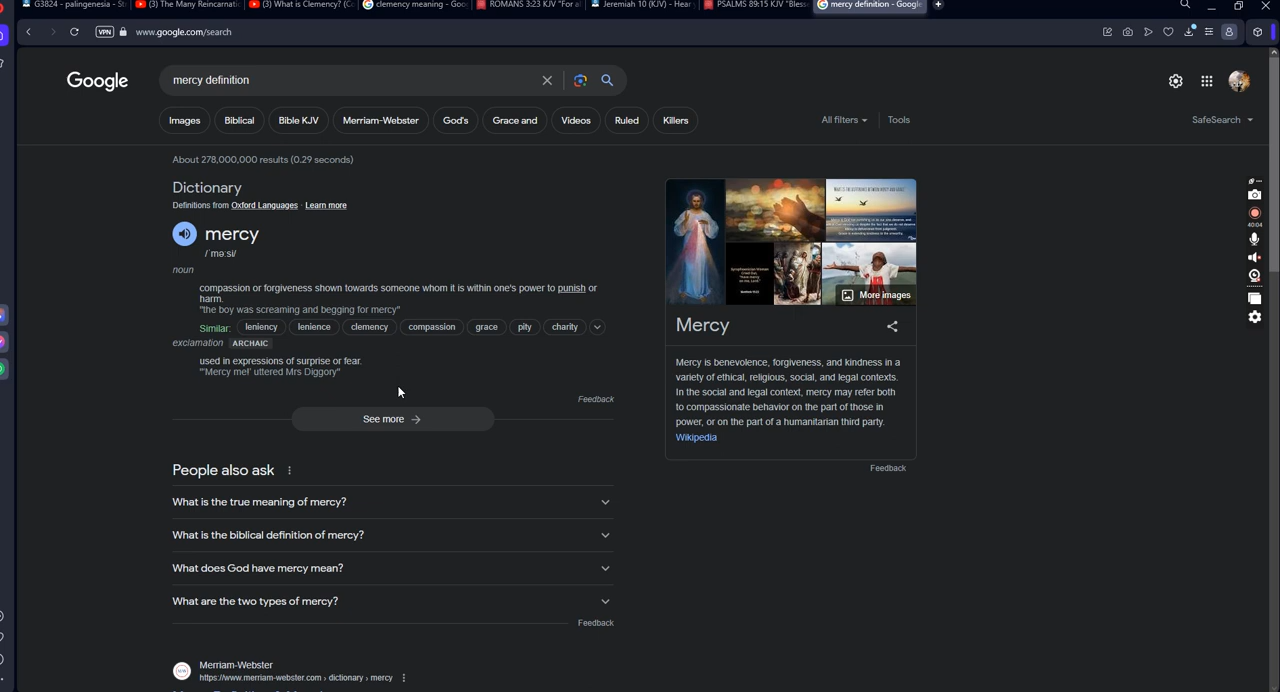 G3824 - palingenesia - St
(3) The Many Reincarnati
(3) What is Clemency? (C
clemency meaning - Goo
ROMANS 3:23 KJV "For al
Jeremiah 10 (KJV) - Hear
PSALMS 89:15 KJV "Bless
mercy definition - Google
VPN
www.google.com/search
Google
mercy definition
Images
Biblical
Bible KJV
Merriam-Webster
God's
Grace and
Videos
Ruled
Killers
All filters
Tools
SafeSearch
About 278,000,000 results (0.29 seconds)
Dictionary
Definitions from Oxford Languages · Learn more
mercy
/ˈməːsi/
noun
compassion or forgiveness shown towards someone whom it is within one's power to punish or
harm.
"the boy was screaming and begging for mercy"
Similar: leniency lenience clemency compassion grace pity charity
exclamation ARCHAIC
used in expressions of surprise or fear.
"'Mercy me!' uttered Mrs Diggory"
Feedback
See more
People also ask
What is the true meaning of mercy?
What is the biblical definition of mercy?
What does God have mercy mean?
What are the two types of mercy?
Feedback
Merriam-Webster
https://www.merriam-webster.com › dictionary › mercy
More images
Mercy
Mercy is benevolence, forgiveness, and kindness in a
variety of ethical, religious, social, and legal contexts.
In the social and legal context, mercy may refer both
to compassionate behavior on the part of those in
power, or on the part of a humanitarian third party.
Wikipedia
Feedback
40:04